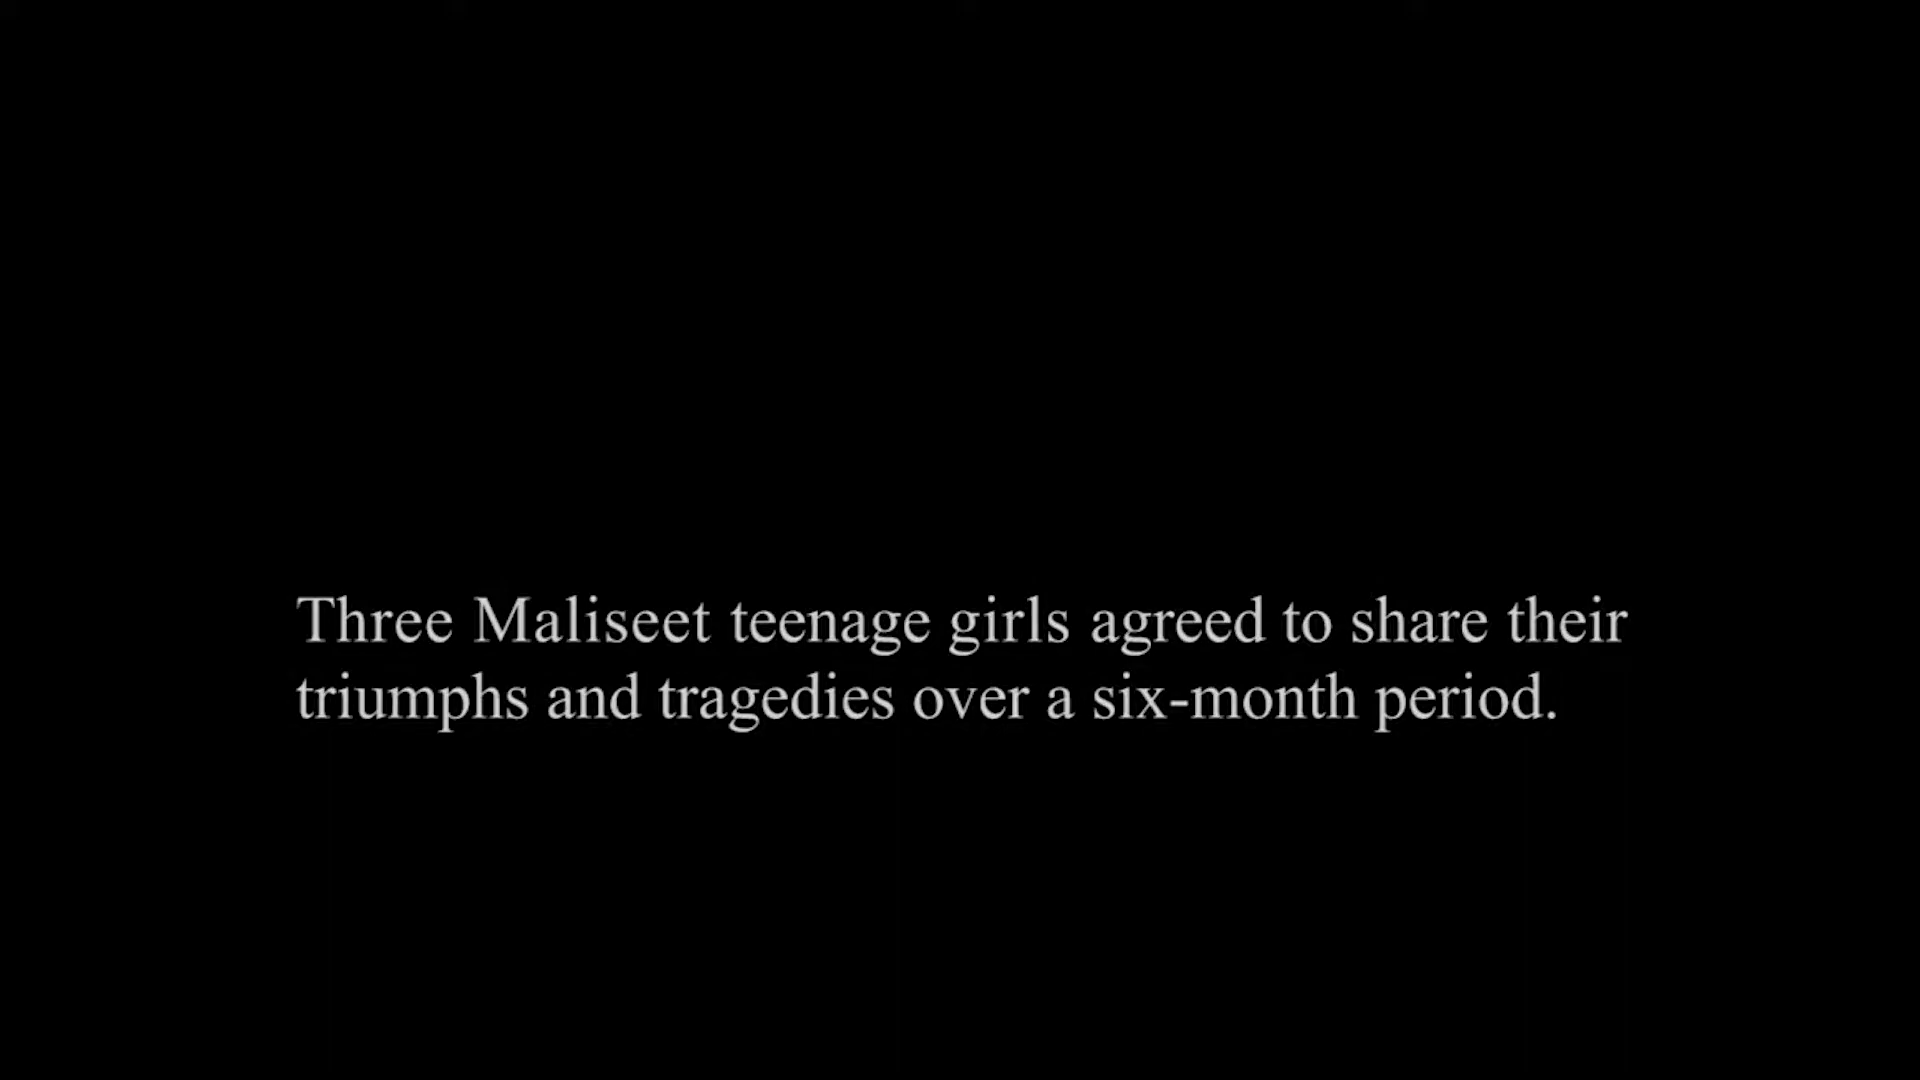 Three Maliseet teenage girls agreed to share their
triumphs and tragedies over a six-month period.